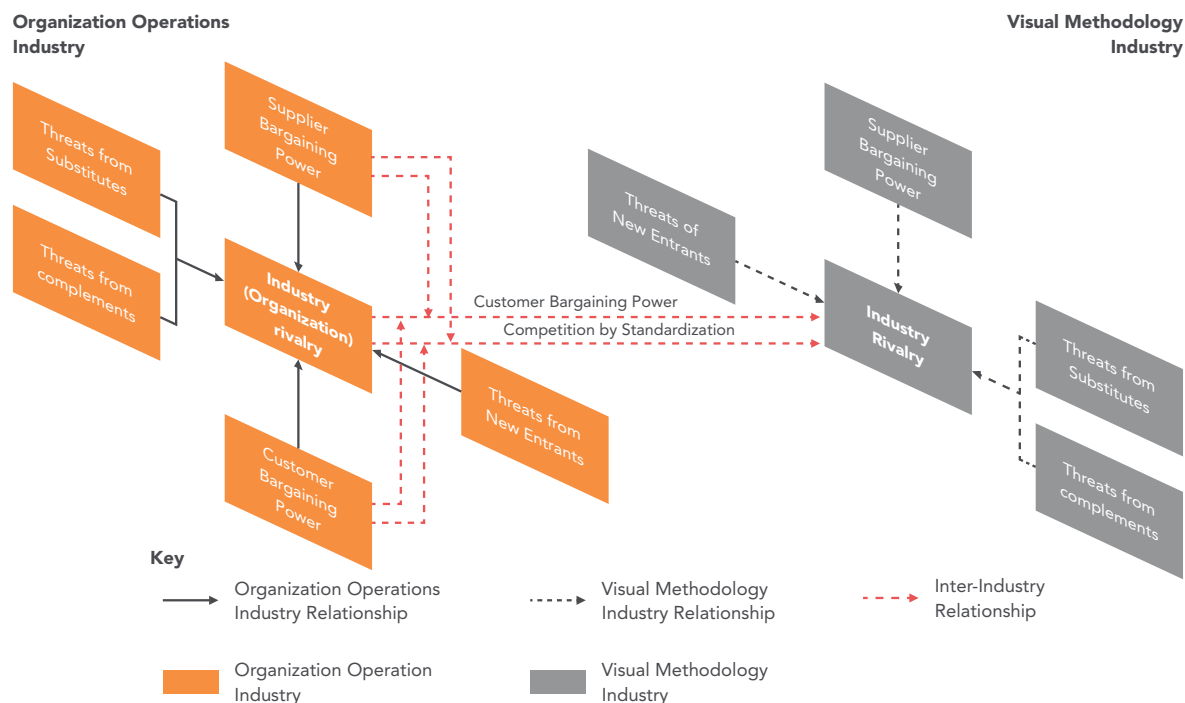 Organization Operations
Industry
Visual Methodology
Industry
Threats from
Substitutes
Supplier
Bargaining
Power
Supplier
Bargaining
Power
Threats of
New Entrants
Threats from
complements
Industry
(Organization)
rivalry
Customer Bargaining Power
Competition by Standardization
Industry
Rivalry
Threats from
Substitutes
Threats from
New Entrants
Customer
Bargaining
Power
Threats from
complements
Key
Organization Operations
Industry Relationship
Visual Methodology
Industry Relationship
Inter-Industry
Relationship
Organization Operation
Industry
Visual Methodology
Industry